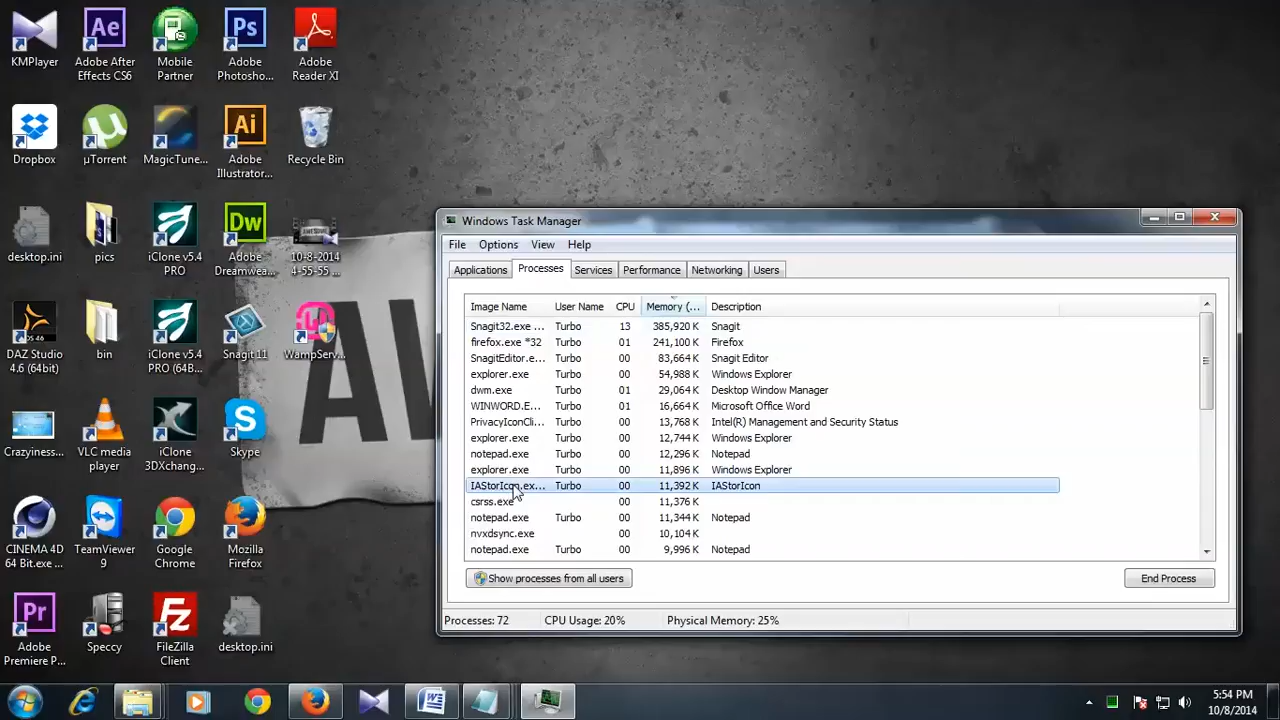 KMPlayer
Ae
Adobe After
Effects CS6
Mobile
Partner
Ps
Adobe
Photosho...
Adobe
Reader XI
Dropbox
µTorrent
MagicTune...
Ai
Adobe
Illustrator...
Recycle Bin
desktop.ini
pics
iClone v5.4
PRO
Dw
Adobe
Dreamwea...
10-8-2014
4-55-55 ...
DAZ Studio
4.6 (64bit)
bin
iClone v5.4
PRO (64B...
Snagit 11
WampServ...
Crazyiness...
VLC media
player
iClone
3DXchang...
Skype
CINEMA 4D
64 Bit.exe ...
TeamViewer
9
Google
Chrome
Mozilla
Firefox
Pr
Adobe
Premiere P...
Speccy
Fz
FileZilla
Client
desktop.ini
Windows Task Manager
File Options View Help
Applications Processes Services Performance Networking Users
Image Name User Name CPU Memory (... Description
Snagit32.exe ... Turbo 13 385,920 K Snagit
firefox.exe *32 Turbo 01 241,100 K Firefox
SnagitEditor.e... Turbo 00 83,664 K Snagit Editor
explorer.exe Turbo 00 54,988 K Windows Explorer
dwm.exe Turbo 01 29,064 K Desktop Window Manager
WINWORD.E... Turbo 01 16,664 K Microsoft Office Word
PrivacyIconCli... Turbo 00 13,768 K Intel(R) Management and Security Status
explorer.exe Turbo 00 12,744 K Windows Explorer
notepad.exe Turbo 00 12,296 K Notepad
explorer.exe Turbo 00 11,896 K Windows Explorer
IAStorIcon.ex... Turbo 00 11,392 K IAStorIcon
csrss.exe 00 11,376 K
notepad.exe Turbo 00 11,344 K Notepad
nvxdsync.exe 00 10,104 K
notepad.exe Turbo 00 9,996 K Notepad
Show processes from all users End Process
Processes: 72 CPU Usage: 20% Physical Memory: 25%
5:54 PM
10/8/2014